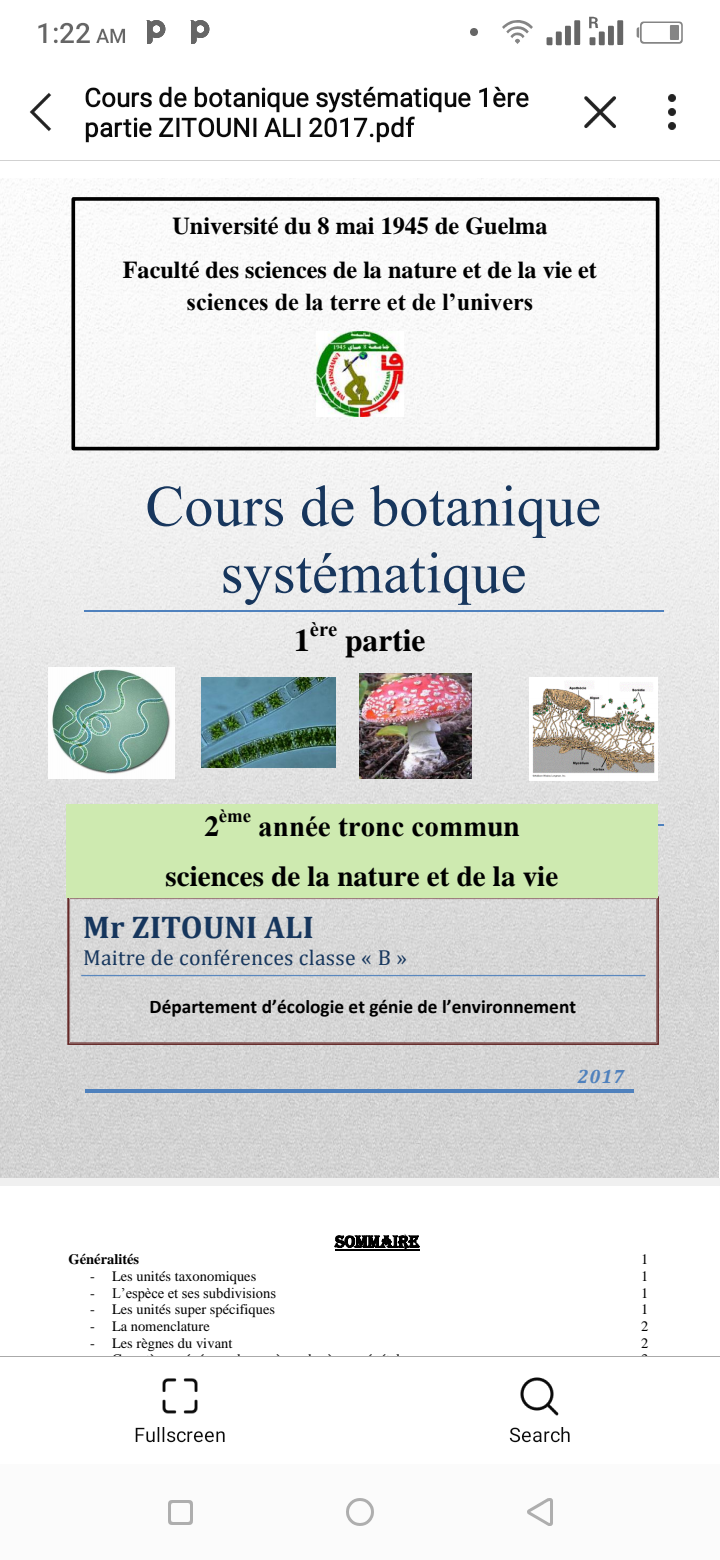 1:22 AM
R
Cours de botanique systématique 1ère
partie ZITOUNI ALI 2017.pdf
Université du 8 mai 1945 de Guelma
Faculté des sciences de la nature et de la vie et
sciences de la terre et de l'univers
Cours de botanique
systématique
1ère partie
2ème année tronc commun
sciences de la nature et de la vie
Mr ZITOUNI ALI
Maitre de conférences classe « B »
Département d'écologie et génie de l'environnement
2017
SOMMAIRE
Généralités 1
- Les unités taxonomiques 1
- L'espèce et ses subdivisions 1
- Les unités super spécifiques 1
- La nomenclature 2
- Les règnes du vivant 2
Fullscreen
Search